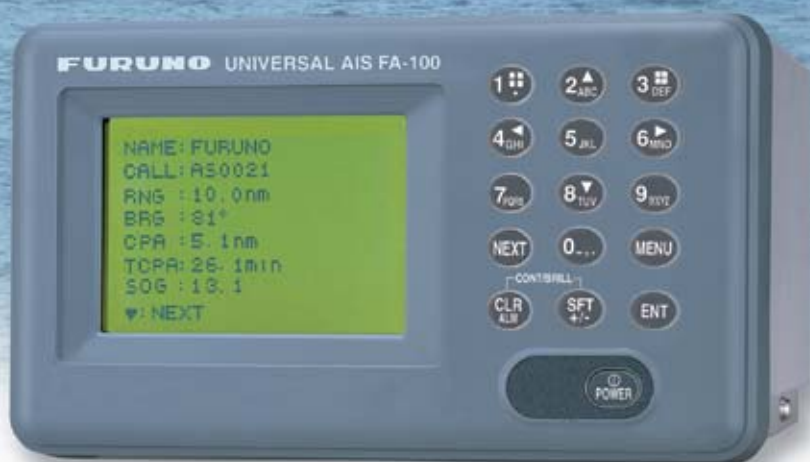 FURUNO UNIVERSAL AIS FA-100
NAME:FURUNO
CALL:AS0021
RNG :10.0nm
BRG :81°
CPA :5.1nm
TCPA:26.1min
SOG :13.1
♥:NEXT
1 2 ABC 3 DEF
4 GHI 5 JKL 6 MNO
7 PQRS 8 TUV 9 WXYZ
NEXT 0 MENU
CONT/BRILL
CLR ALM SFT +/- ENT
POWER